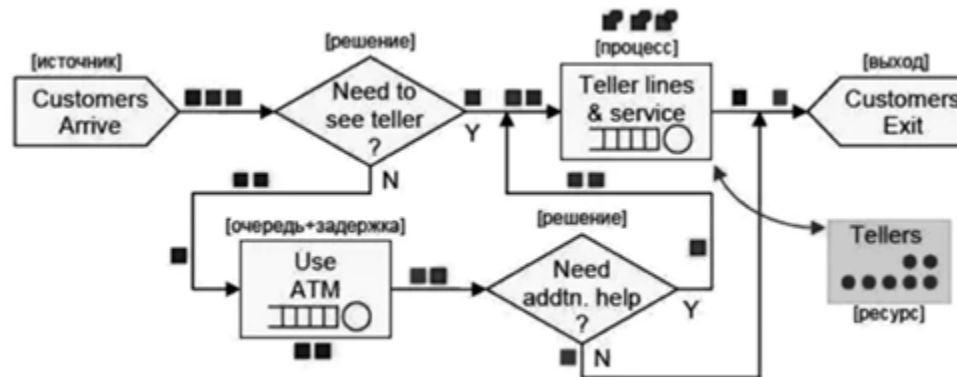 [источник]
Customers
Arrive
[решение]
Need to
see teller
?
Y
N
[процесс]
Teller lines
& service
[выход]
Customers
Exit
[очередь+задержка]
Use
ATM
[решение]
Need
addtn. help
?
Y
N
Tellers
[ресурс]